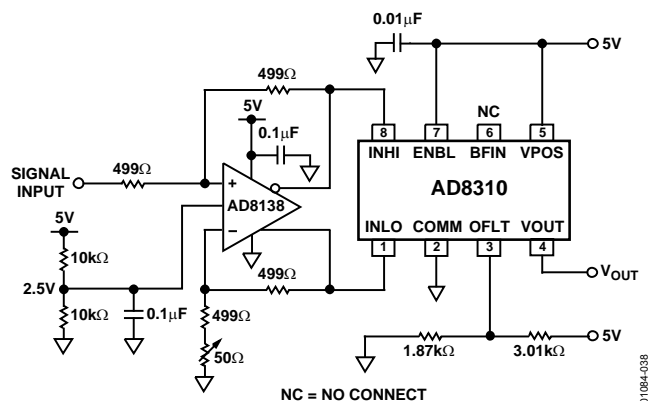 0.01µF
5V
499Ω
5V
0.1µF
NC
8 7 6 5
INHI ENBL BFIN VPOS
SIGNAL
INPUT
499Ω
+
AD8138
−
AD8310
5V
10kΩ
2.5V
10kΩ
0.1µF
INLO COMM OFLT VOUT
1 2 3 4
499Ω
499Ω
50Ω
VOUT
5V
1.87kΩ
3.01kΩ
NC = NO CONNECT
01084-038